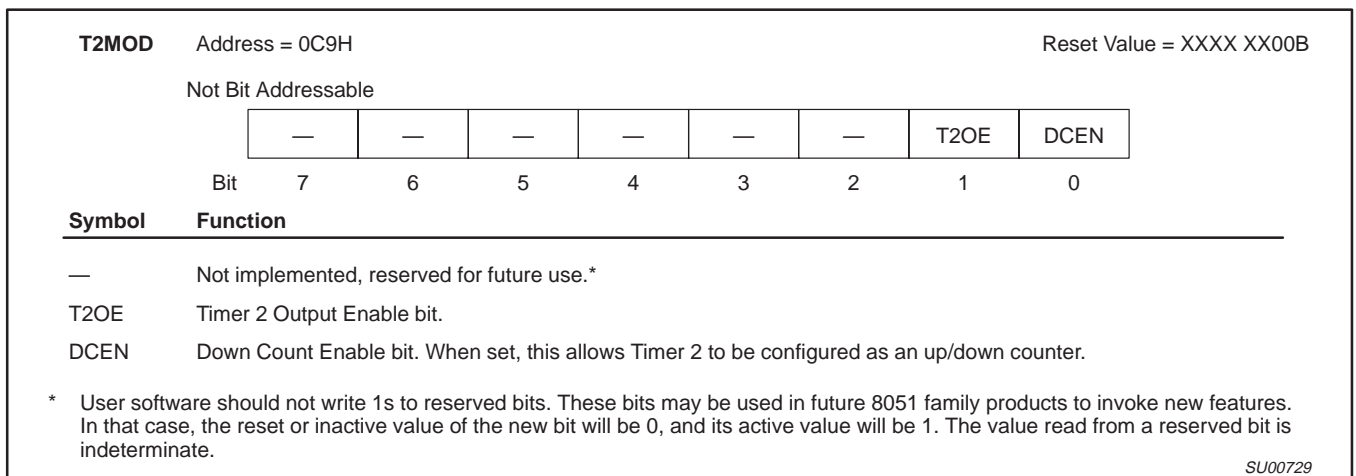 T2MOD Address = 0C9H Reset Value = XXXX XX00B
Not Bit Addressable
— — — — — — T2OE DCEN
Bit 7 6 5 4 3 2 1 0
Symbol Function
— Not implemented, reserved for future use.*
T2OE Timer 2 Output Enable bit.
DCEN Down Count Enable bit. When set, this allows Timer 2 to be configured as an up/down counter.
* User software should not write 1s to reserved bits. These bits may be used in future 8051 family products to invoke new features.
In that case, the reset or inactive value of the new bit will be 0, and its active value will be 1. The value read from a reserved bit is
indeterminate.
SU00729